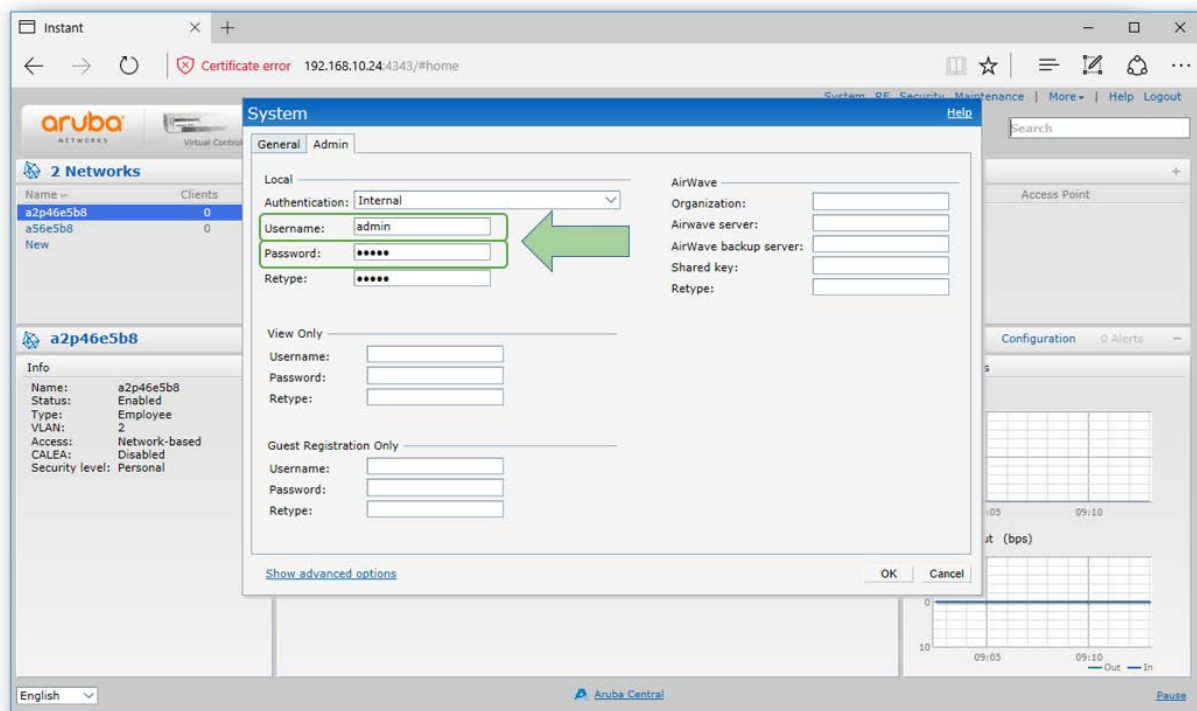 Instant
Certificate error 192.168.10.24:4343/#home
System RF Security Maintenance | More | Help Logout
aruba
NETWORKS
Virtual Control
Search
System
Help
General Admin
2 Networks
Name Clients
a2p46e5b8 0
a56e5b8 0
New
Access Point
Local
Authentication: Internal
Username: admin
Password: •••••
Retype: •••••
AirWave
Organization:
Airwave server:
AirWave backup server:
Shared key:
Retype:
View Only
Username:
Password:
Retype:
Guest Registration Only
Username:
Password:
Retype:
Show advanced options
OK Cancel
a2p46e5b8
Configuration 0 Alerts
Info
Name: a2p46e5b8
Status: Enabled
Type: Employee
VLAN: 2
Access: Network-based
CALEA: Disabled
Security level: Personal
s
:05 09:10
ut (bps)
0
10
09:05 09:10
Out In
English
Aruba Central
Pause